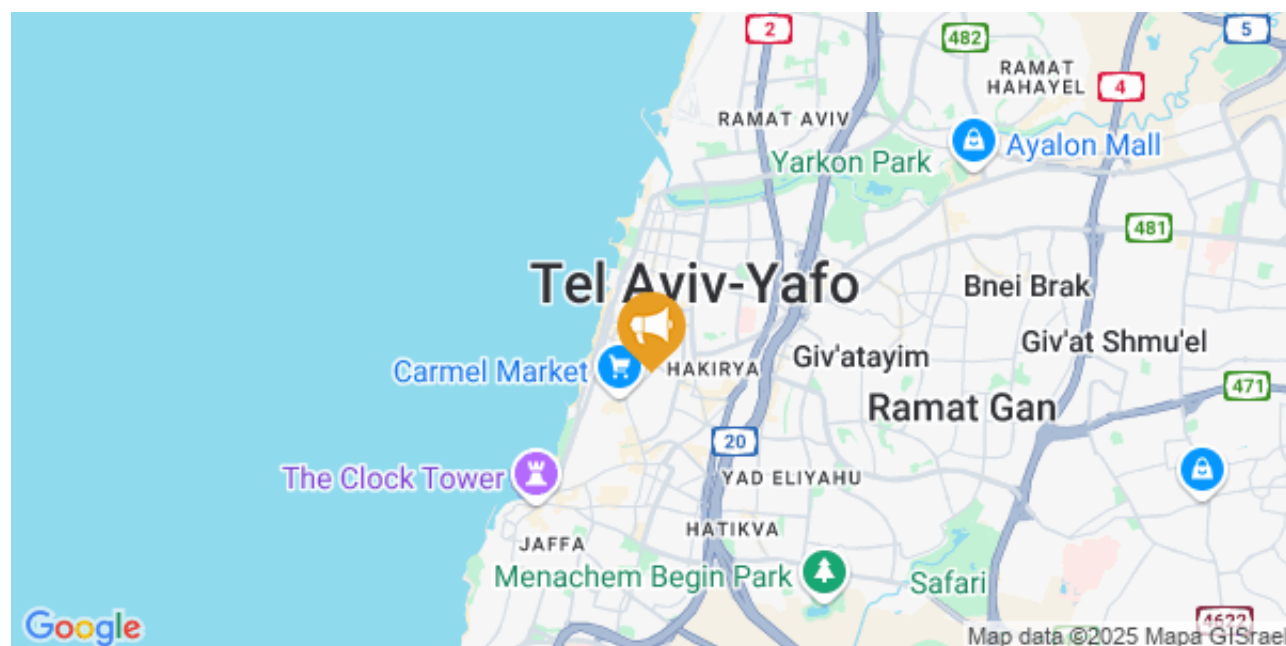 2
482
5
RAMAT
HAHAYEL
4
RAMAT AVIV
Ayalon Mall
Yarkon Park
481
Tel Aviv-Yafo
Bnei Brak
Giv'at Shmu'el
Giv'atayim
Carmel Market
HAKIRYA
471
Ramat Gan
20
The Clock Tower
YAD ELIYAHU
HATIKVA
JAFFA
Menachem Begin Park
Safari
4622
Google
Map data ©2025 Mapa GISrael